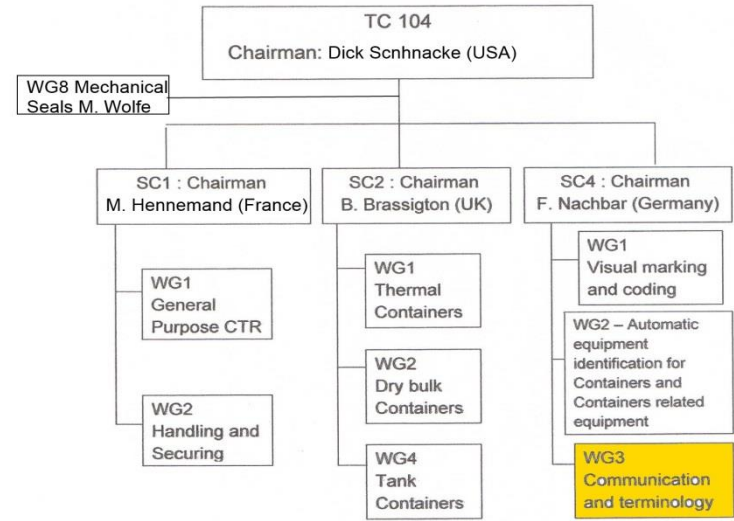 TC 104
Chairman: Dick Scnhnacke (USA)
WG8 Mechanical
Seals M. Wolfe
SC1 : Chairman
M. Hennemand (France)
SC2 : Chairman
B. Brassigton (UK)
SC4 : Chairman
F. Nachbar (Germany)
WG1
General
Purpose CTR
WG2
Handling and
Securing
WG1
Thermal
Containers
WG2
Dry bulk
Containers
WG4
Tank
Containers
WG1
Visual marking
and coding
WG2 – Automatic
equipment
identification for
Containers and
Containers related
equipment
WG3
Communication
and terminology